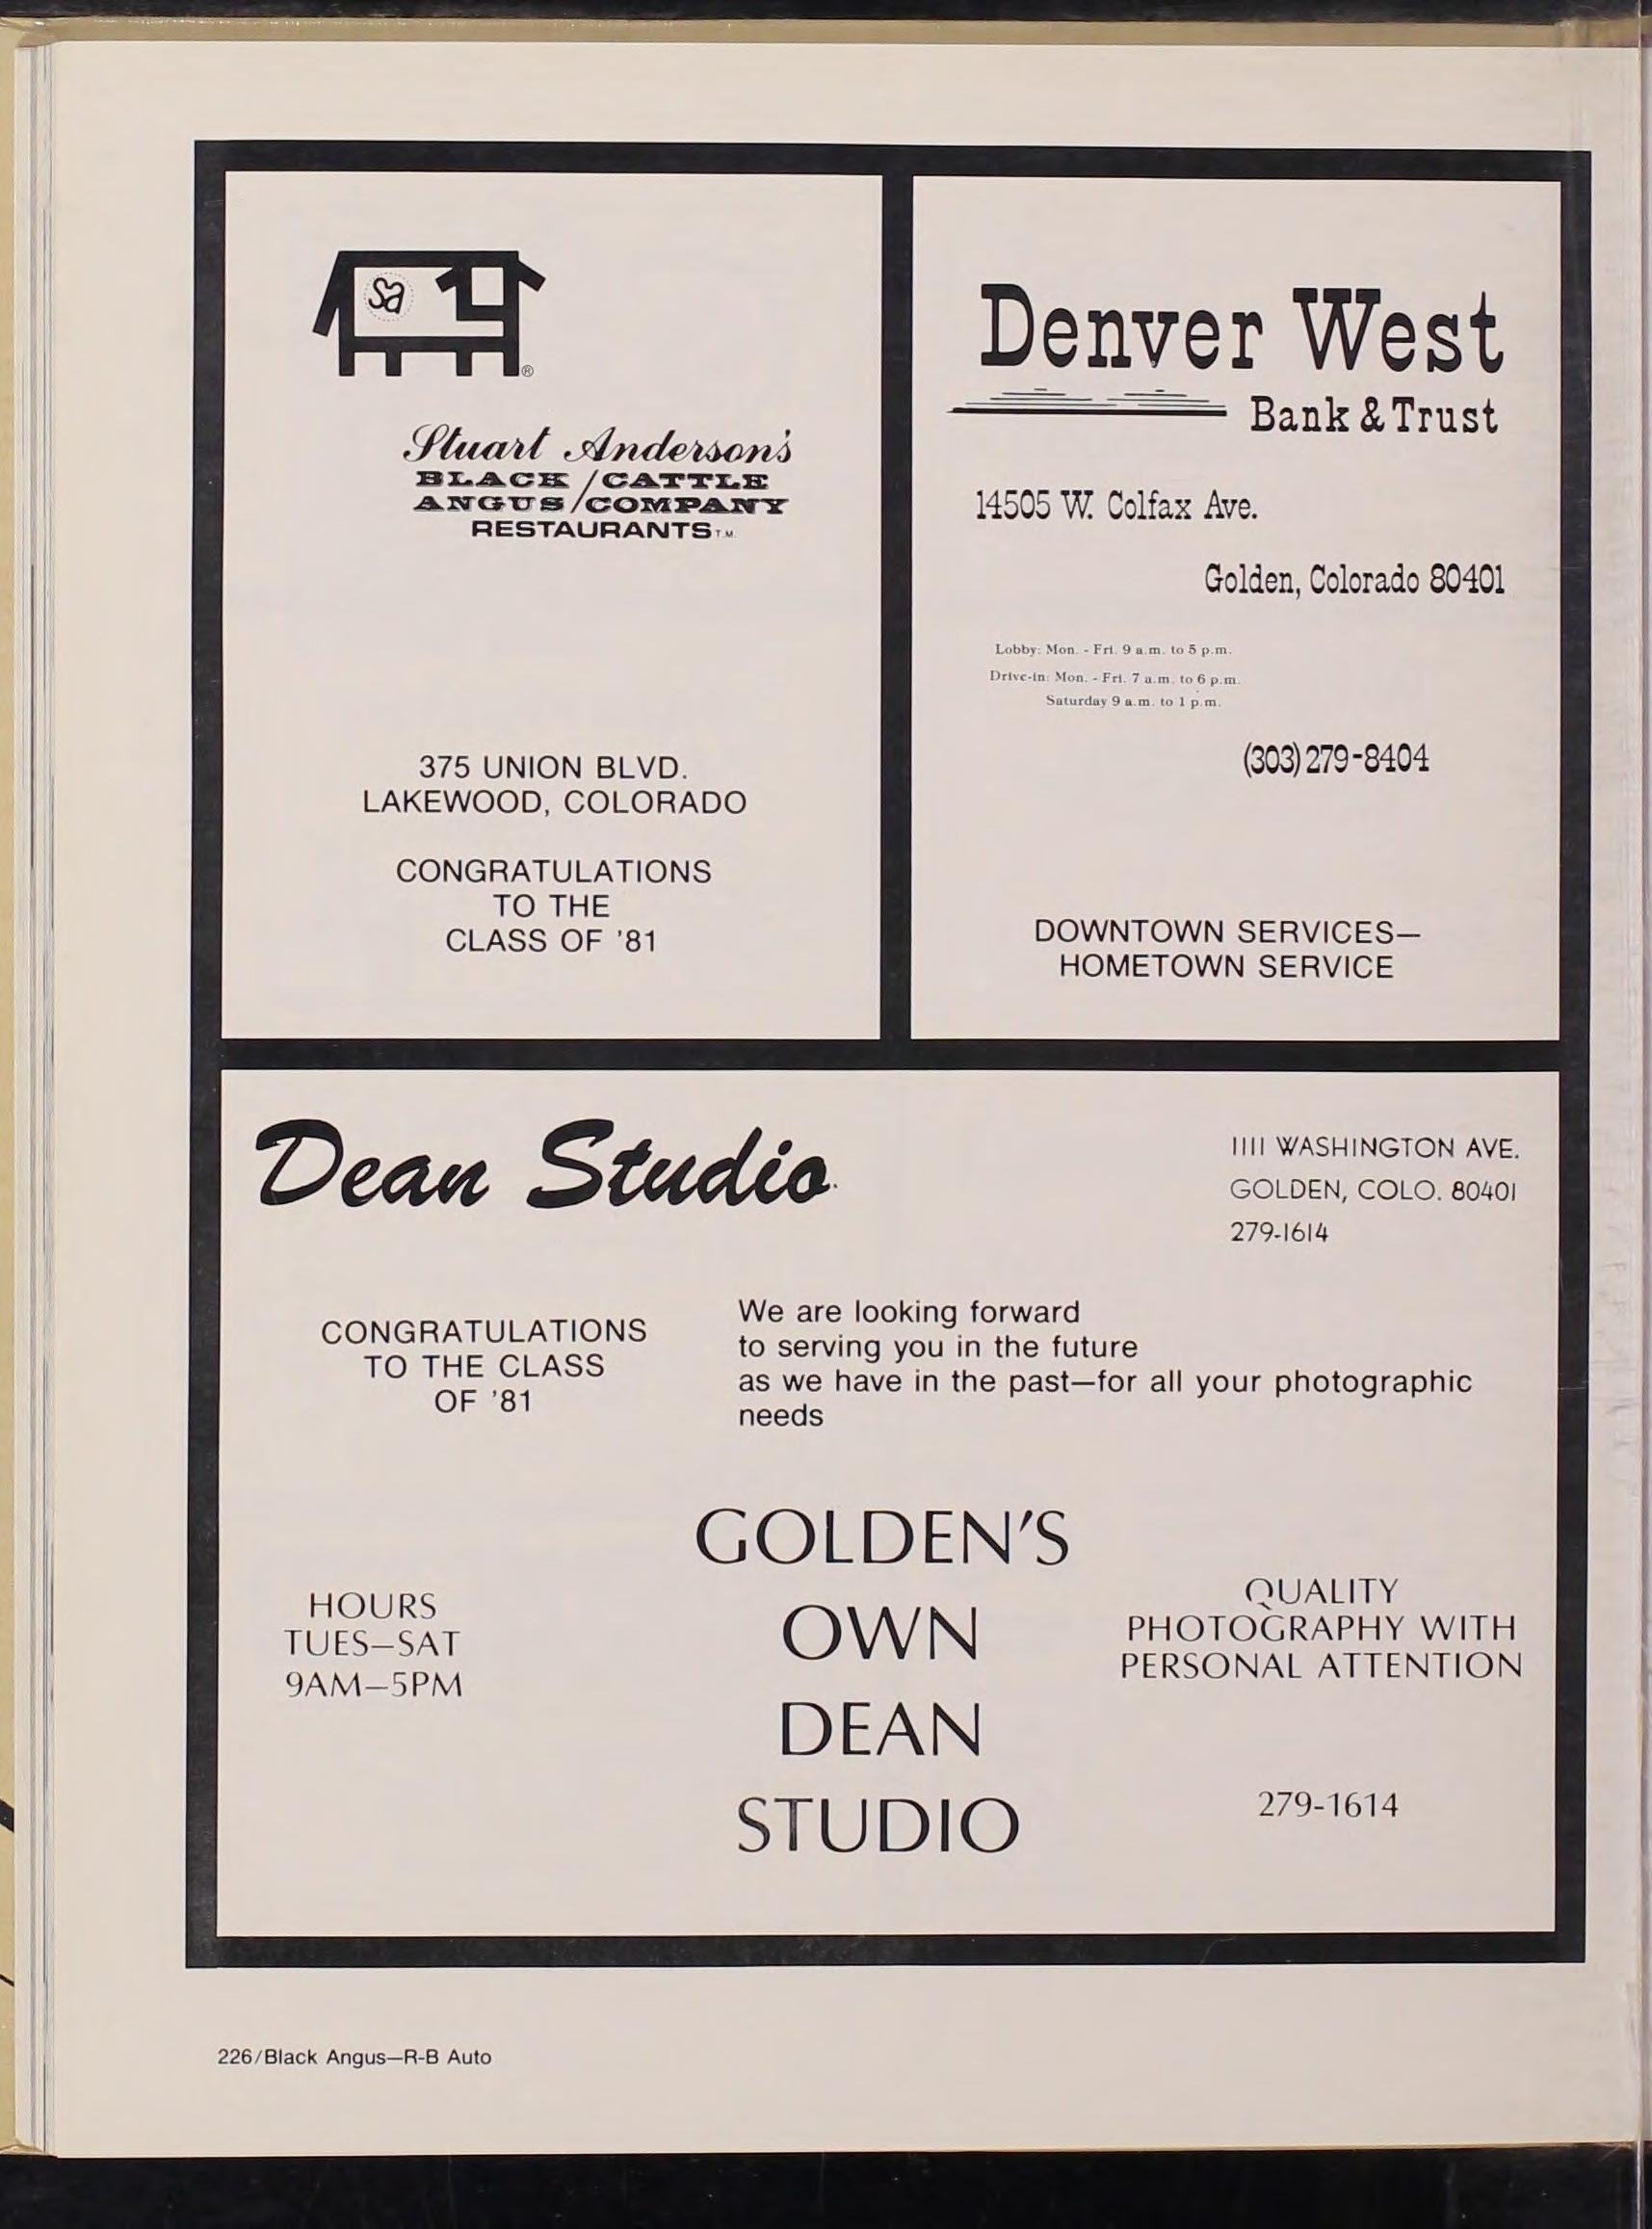 sa
®
Stuart Anderson's
BLACK / CATTLE
ANGUS / COMPANY
RESTAURANTS T.M.
375 UNION BLVD.
LAKEWOOD, COLORADO
CONGRATULATIONS
TO THE
CLASS OF '81
Denver West
Bank & Trust
14505 W. Colfax Ave.
Golden, Colorado 80401
Lobby: Mon. - Fri. 9 a.m. to 5 p.m.
Drive-in: Mon. - Fri. 7 a.m. to 6 p.m.
Saturday 9 a.m. to 1 p.m.
(303) 279-8404
DOWNTOWN SERVICES—
HOMETOWN SERVICE
Dean Studio.
1111 WASHINGTON AVE.
GOLDEN, COLO. 80401
279-1614
CONGRATULATIONS
TO THE CLASS
OF '81
We are looking forward
to serving you in the future
as we have in the past—for all your photographic
needs
HOURS
TUES—SAT
9AM—5PM
GOLDEN'S
OWN
DEAN
STUDIO
QUALITY
PHOTOGRAPHY WITH
PERSONAL ATTENTION
279-1614
226/Black Angus—R-B Auto